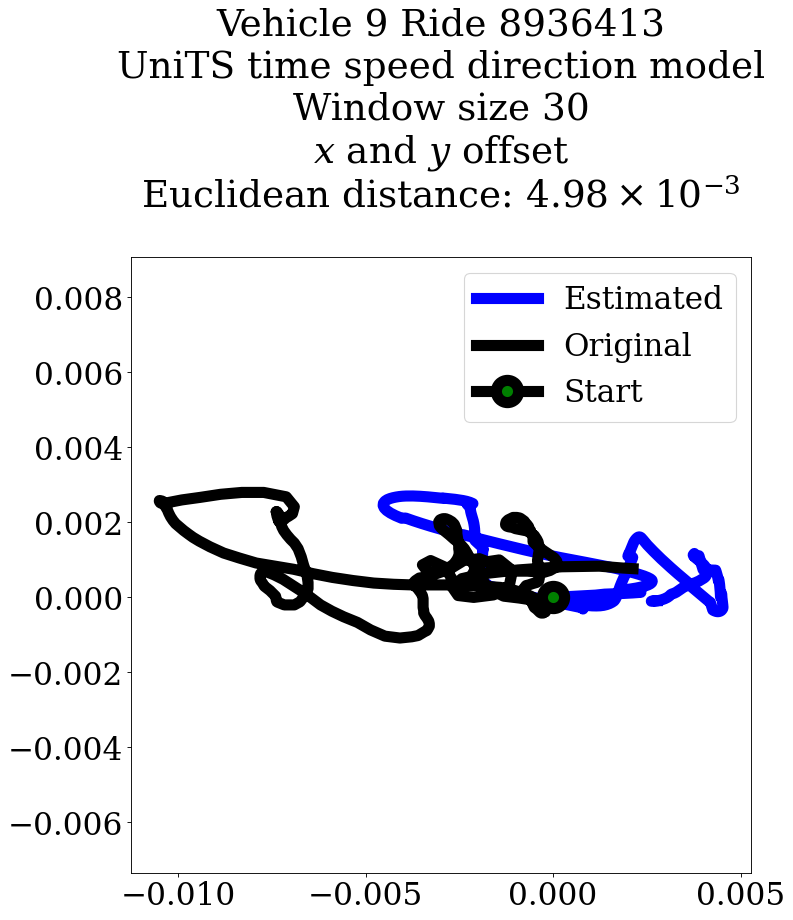 Vehicle 9 Ride 8936413
UniTS time speed direction model
Window size 30
x and y offset
Euclidean distance: 4.98 × 10⁻³
Estimated
Original
Start
0.008
0.006
0.004
0.002
0.000
−0.002
−0.004
−0.006
−0.010 −0.005 0.000 0.005